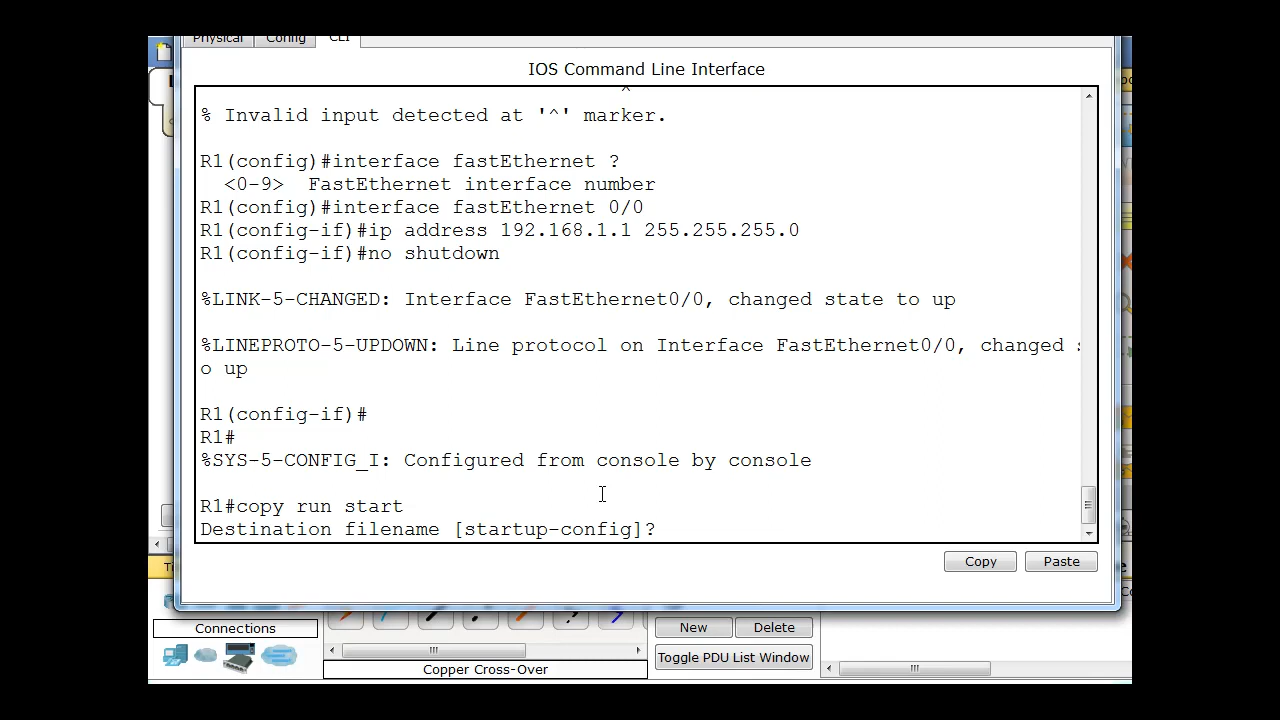 Physical
Config
CLI
IOS Command Line Interface
^
% Invalid input detected at '^' marker.
R1(config)#interface fastEthernet ?
<0-9>  FastEthernet interface number
R1(config)#interface fastEthernet 0/0
R1(config-if)#ip address 192.168.1.1 255.255.255.0
R1(config-if)#no shutdown
%LINK-5-CHANGED: Interface FastEthernet0/0, changed state to up
%LINEPROTO-5-UPDOWN: Line protocol on Interface FastEthernet0/0, changed
o up
R1(config-if)#
R1#
%SYS-5-CONFIG_I: Configured from console by console
R1#copy run start
Destination filename [startup-config]?
Copy
Paste
Connections
New
Delete
Toggle PDU List Window
Copper Cross-Over